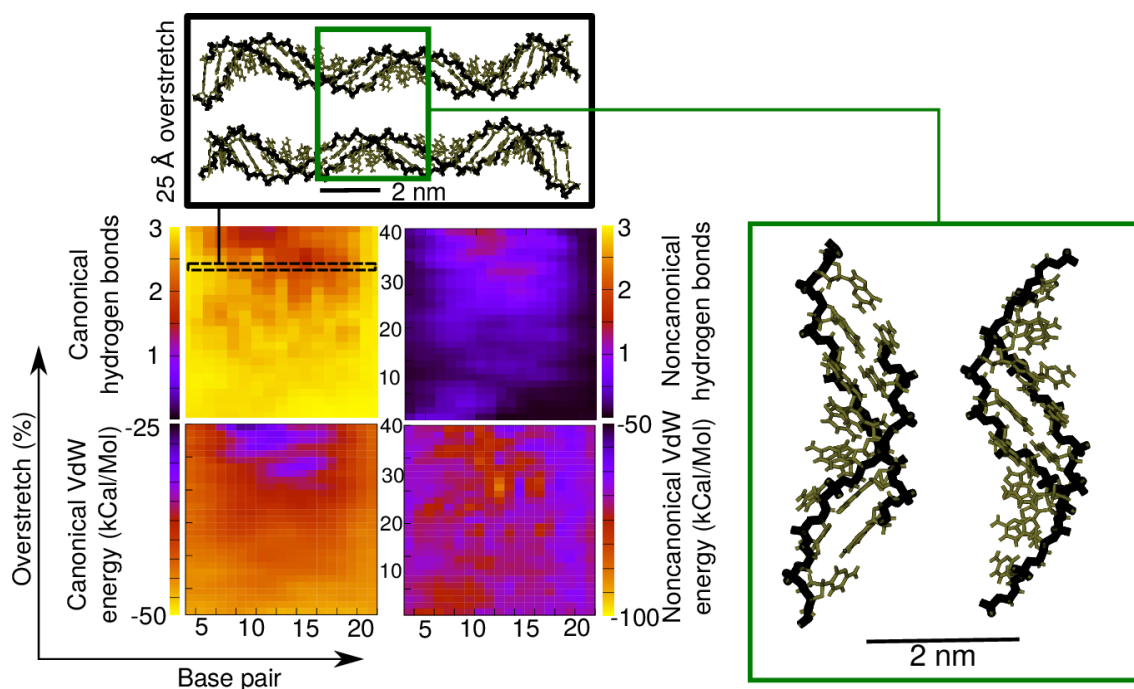 25 Å overstretch
2 nm
Canonical
hydrogen bonds
3
2
1
40
30
20
10
3
2
1
Noncanonical
hydrogen bonds
Overstretch (%)
Canonical VdW
energy (kCal/Mol)
-25
-50
40
30
20
10
-50
-100
Noncanonical VdW
energy (kCal/Mol)
5 10 15 20
5 10 15 20
Base pair
2 nm